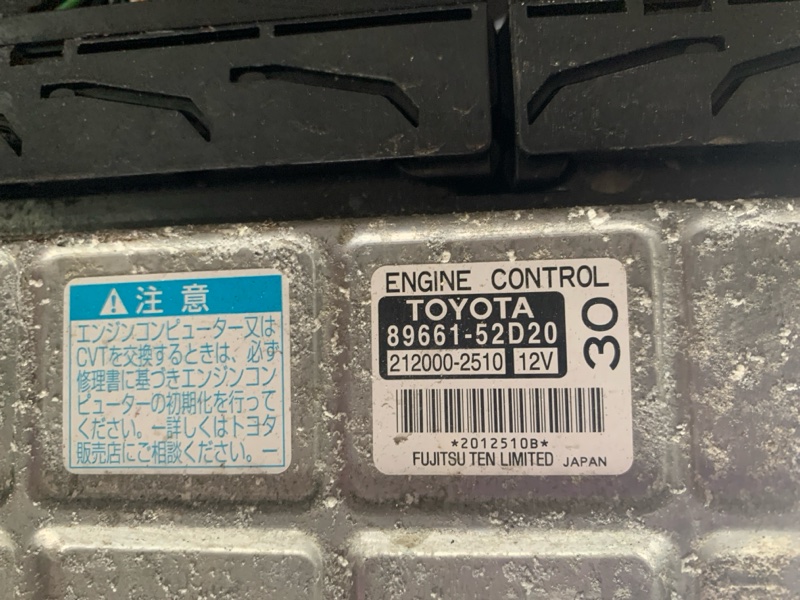 ⚠注意
エンジンコンピューター又は
CVTを交換するときは、必ず
修理書に基づきエンジンコン
ピューターの初期化を行って
ください。ー詳しくはトヨタ
販売店にご相談ください。ー
ENGINE CONTROL
TOYOTA
89661-52D20
212000-2510 12V
30
*2012510B*
FUJITSU TEN LIMITED JAPAN